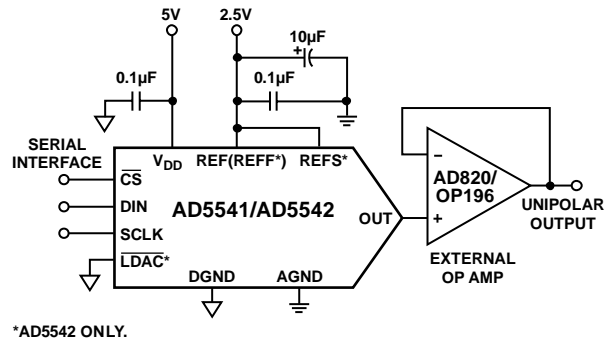 5V
2.5V
10µF
+
0.1µF
0.1µF
SERIAL
INTERFACE
VDD
REF(REFF*)
REFS*
CS
DIN
SCLK
LDAC*
AD5541/AD5542
OUT
DGND
AGND
−
+
AD820/
OP196
UNIPOLAR
OUTPUT
EXTERNAL
OP AMP
*AD5542 ONLY.